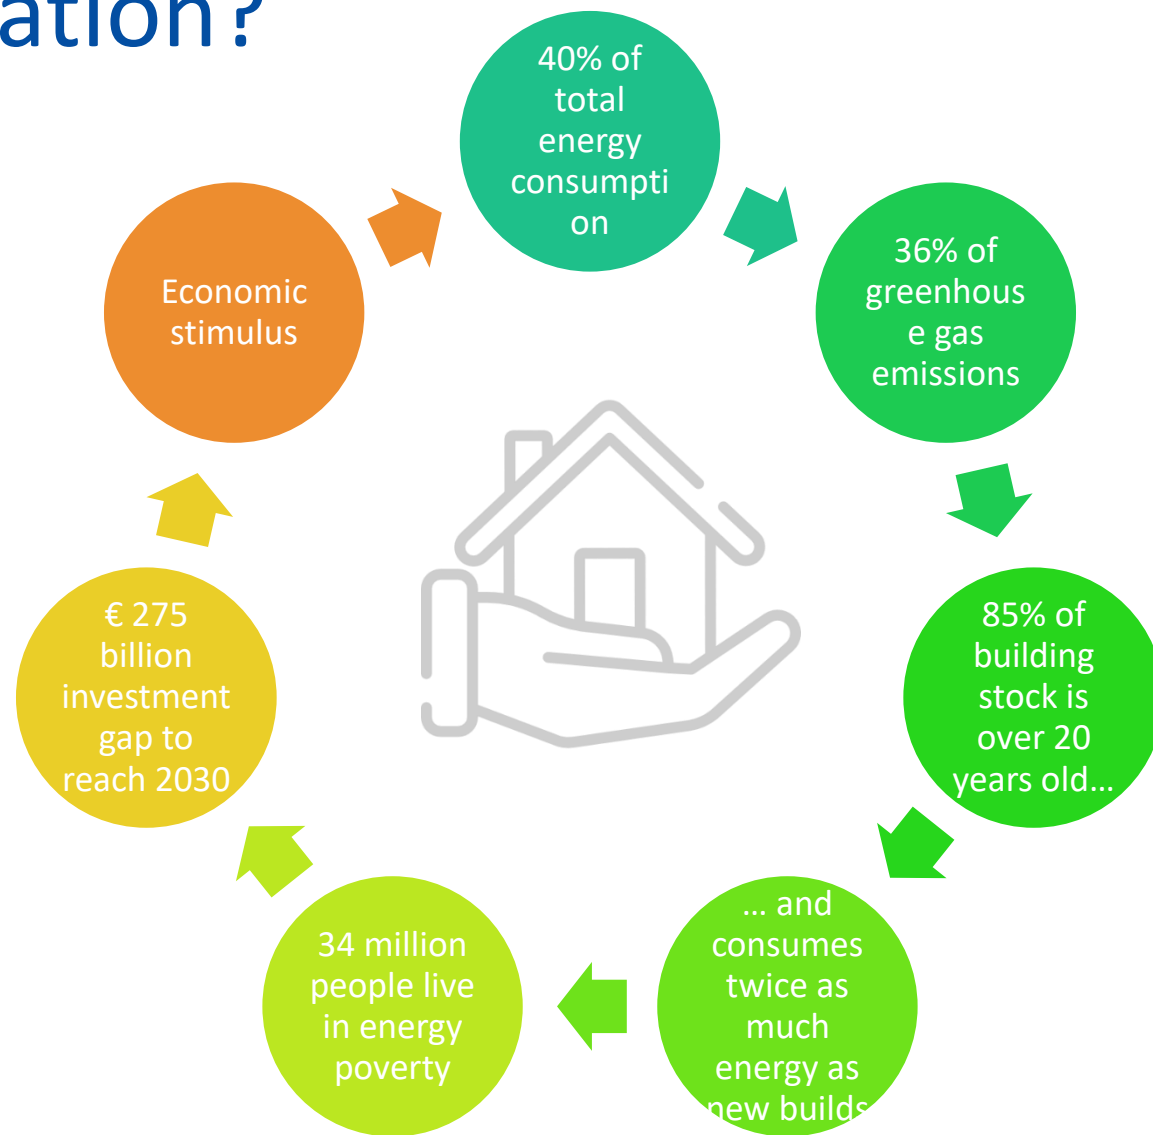 ation?
40% of
total
energy
consumpti
on
36% of
greenhous
e gas
emissions
85% of
building
stock is
over 20
years old...
... and
consumes
twice as
much
energy as
new builds
34 million
people live
in energy
poverty
€ 275
billion
investment
gap to
reach 2030
Economic
stimulus